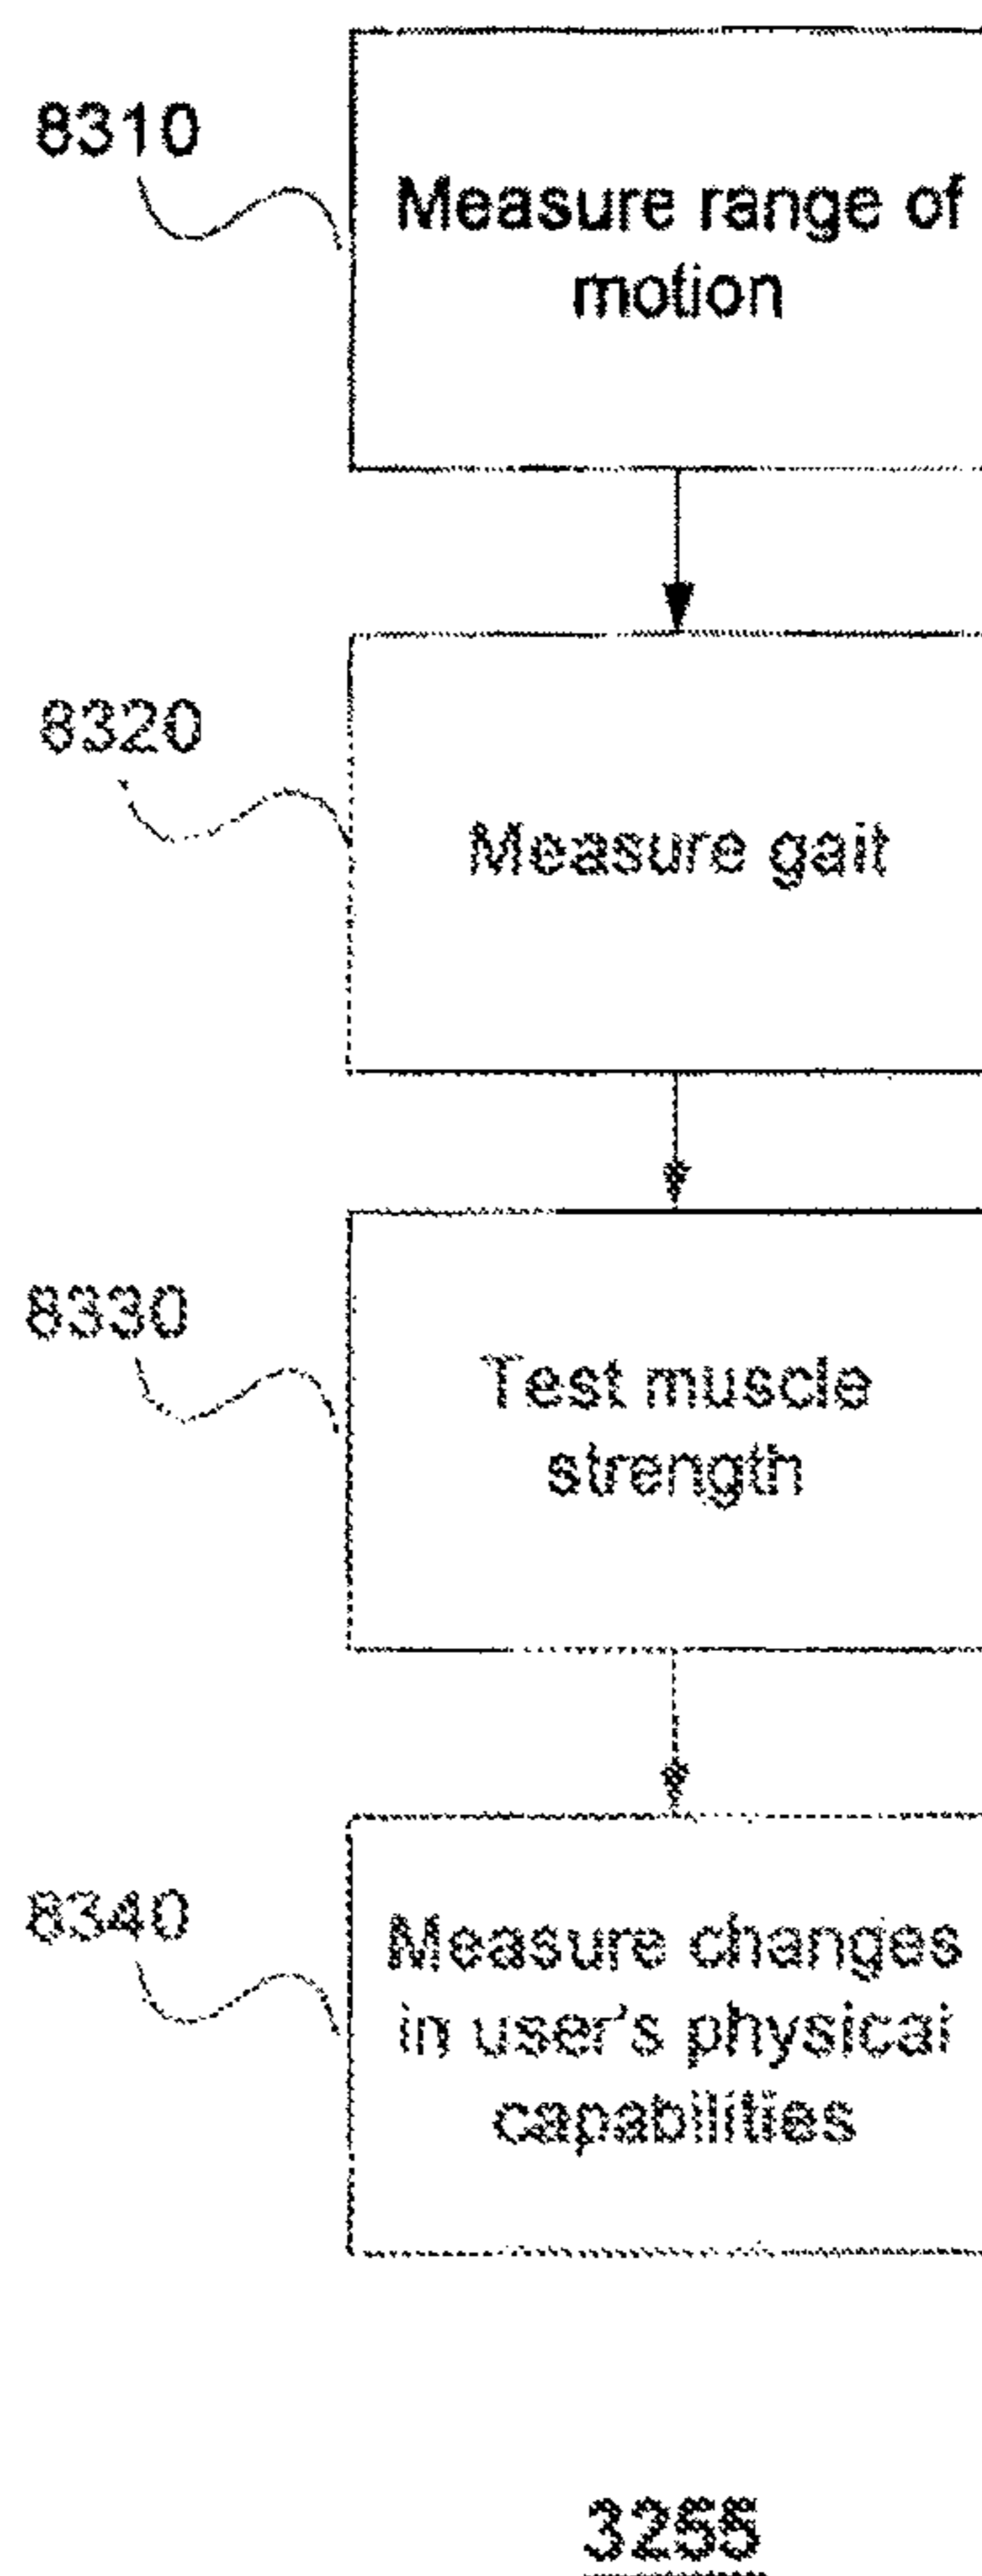 8310
Measure range of
motion
8320
Measure gait
8330
Test muscle
strength
8340
Measure changes
in user's physical
capabilities
3255